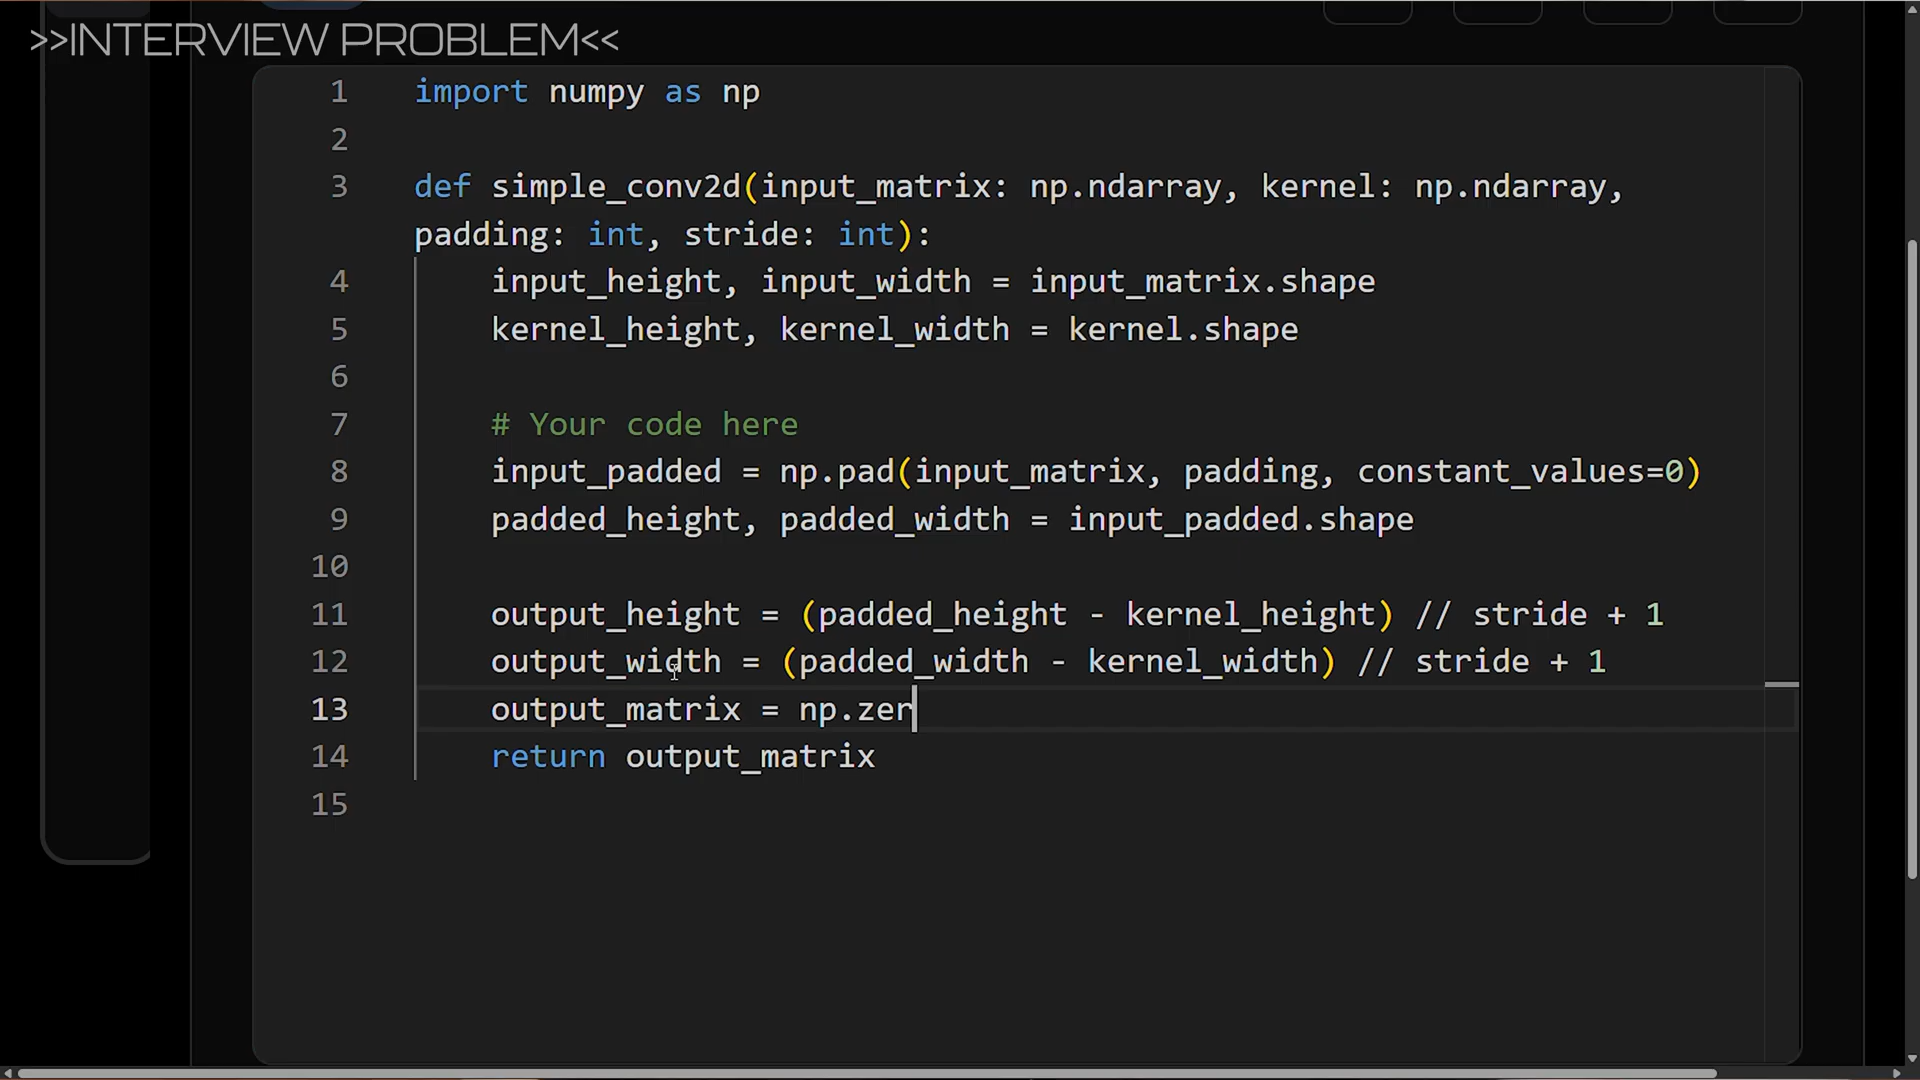 >>INTERVIEW PROBLEM<<
1 import numpy as np
2
3 def simple_conv2d(input_matrix: np.ndarray, kernel: np.ndarray,
padding: int, stride: int):
4     input_height, input_width = input_matrix.shape
5     kernel_height, kernel_width = kernel.shape
6
7     # Your code here
8     input_padded = np.pad(input_matrix, padding, constant_values=0)
9     padded_height, padded_width = input_padded.shape
10
11     output_height = (padded_height - kernel_height) // stride + 1
12     output_width = (padded_width - kernel_width) // stride + 1
13     output_matrix = np.zer
14     return output_matrix
15